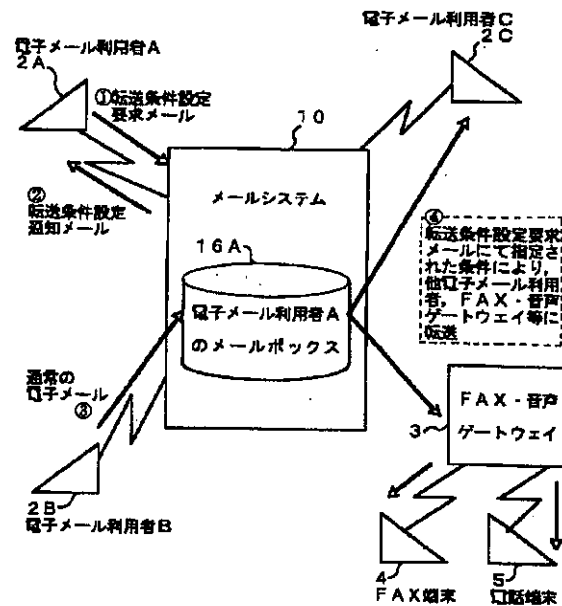 電子メール利用者A
2A
①転送条件設定
要求メール
②
転送条件設定
通知メール
10
メールシステム
16A
電子メール利用者A
のメールボックス
通常の
電子メール
③
2B
電子メール利用者B
電子メール利用者C
2C
④
転送条件設定要求
メールにて指定さ
れた条件により,
他電子メール利用
者,FAX・音声
ゲートウェイ等に
転送
FAX・音声
ゲートウェイ
3
4
FAX端末
5
電話端末